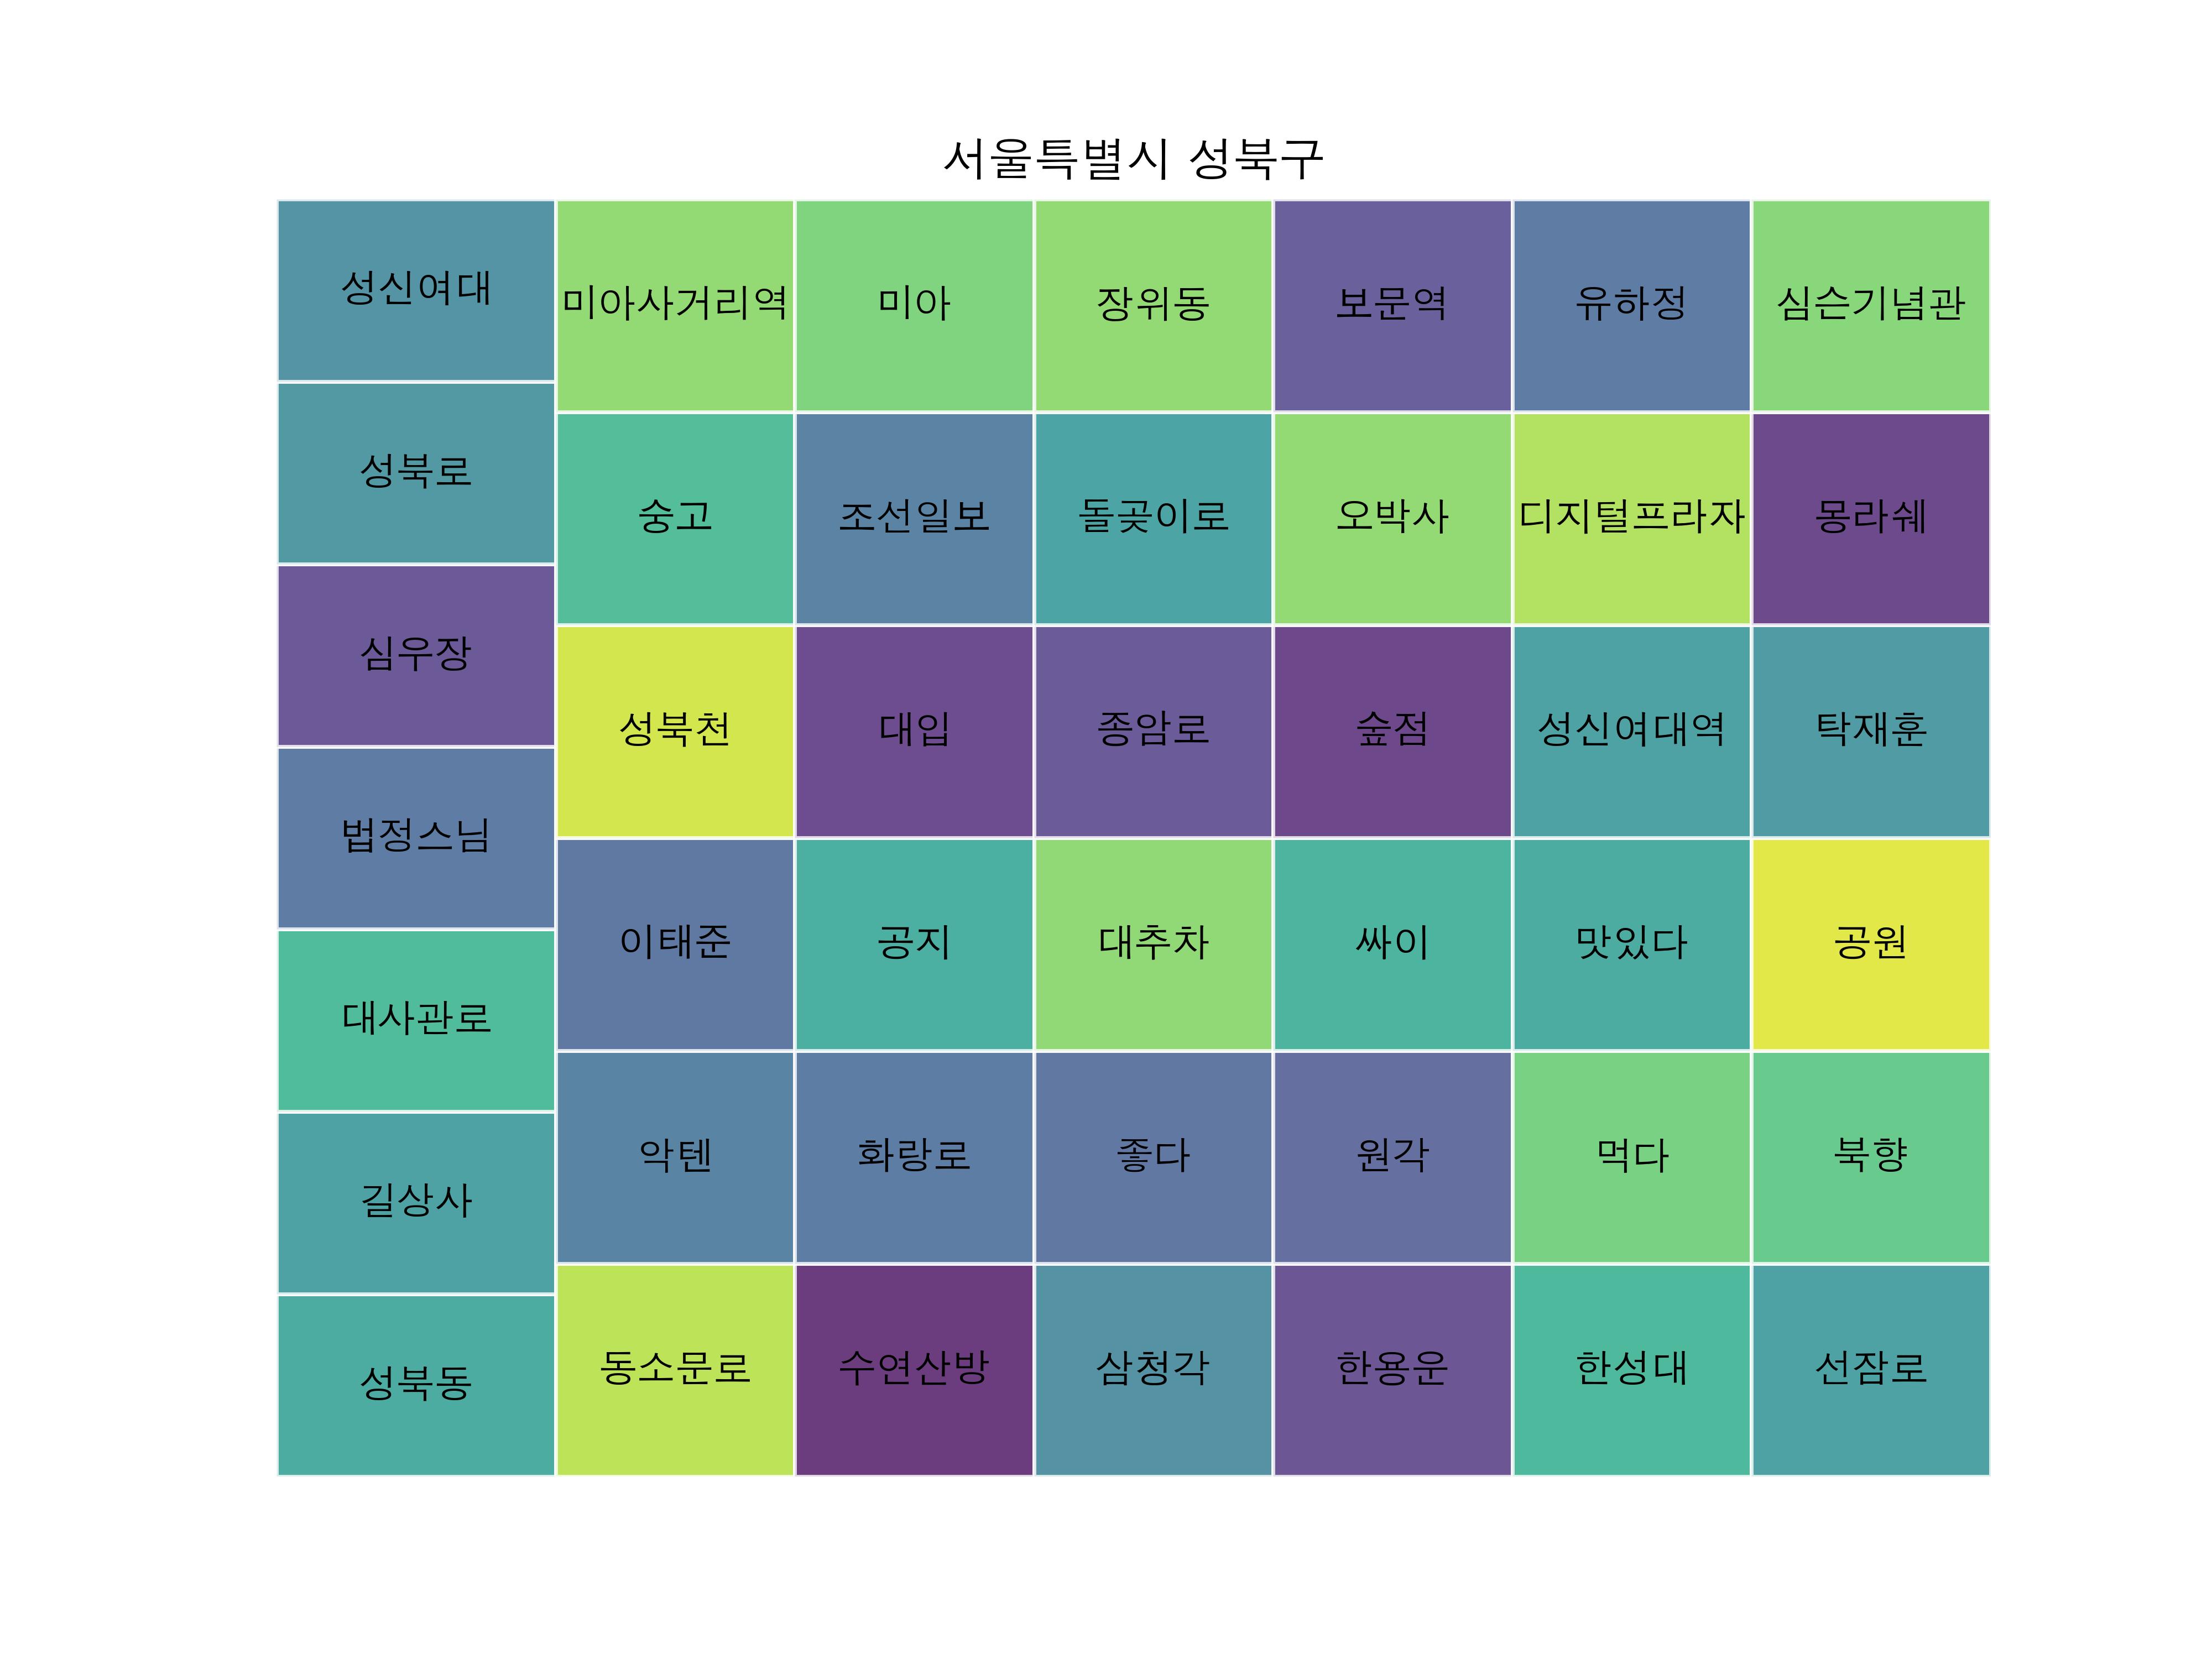 서울특별시 성북구
성신여대
미아사거리역
미아
장위동
보문역
유하정
심슨기념관
성북로
숭고
조선일보
돌곶이로
오박사
디지털프라자
몽라쉐
심우장
성북천
대입
종암로
숲점
성신여대역
탁재훈
법정스님
이태준
공지
대추차
싸이
맛있다
공원
대사관로
악텐
화랑로
좋다
원각
먹다
북향
길상사
동소문로
수연산방
삼청각
한용운
한성대
선잠로
성북동